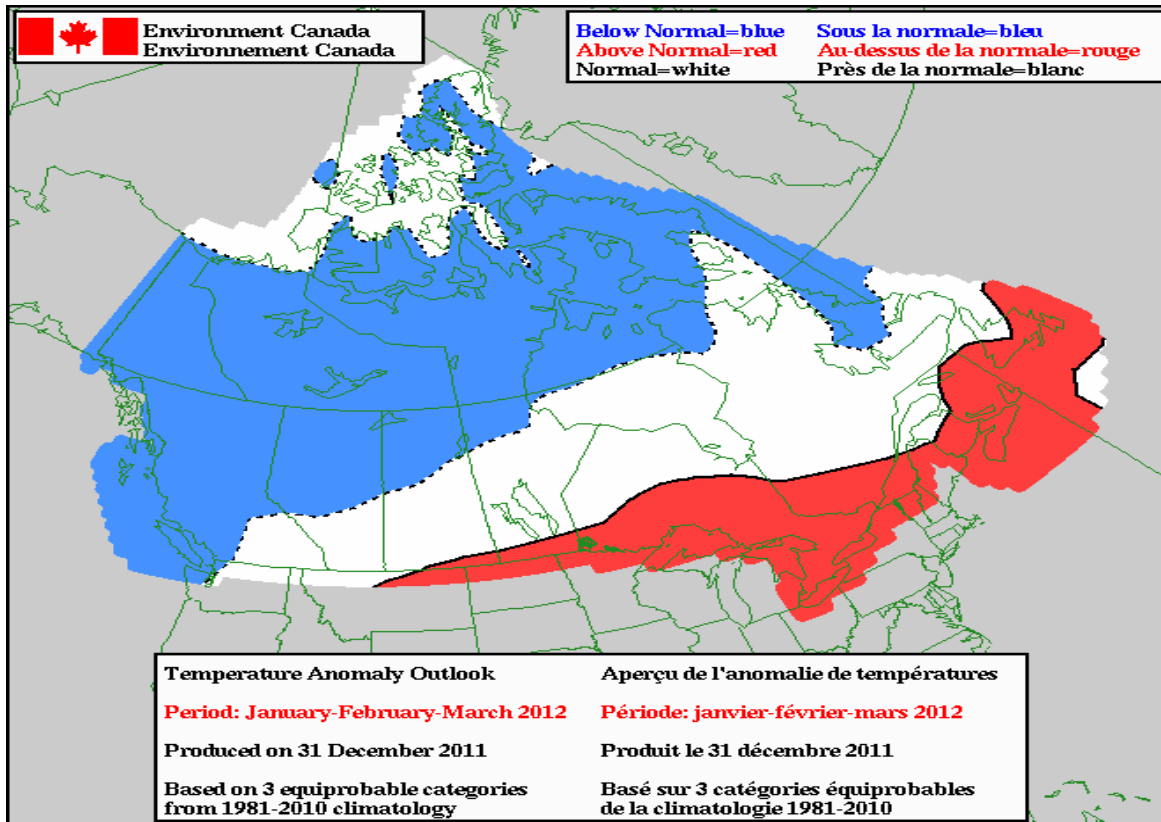 Environment Canada
Environnement Canada
Below Normal=blue Sous la normale=bleu
Above Normal=red Au-dessus de la normale=rouge
Normal=white Près de la normale=blanc
Temperature Anomaly Outlook Aperçu de l'anomalie de températures
Period: January-February-March 2012 Période: janvier-février-mars 2012
Produced on 31 December 2011 Produit le 31 décembre 2011
Based on 3 equiprobable categories Basé sur 3 catégories équiprobables
from 1981-2010 climatology de la climatologie 1981-2010